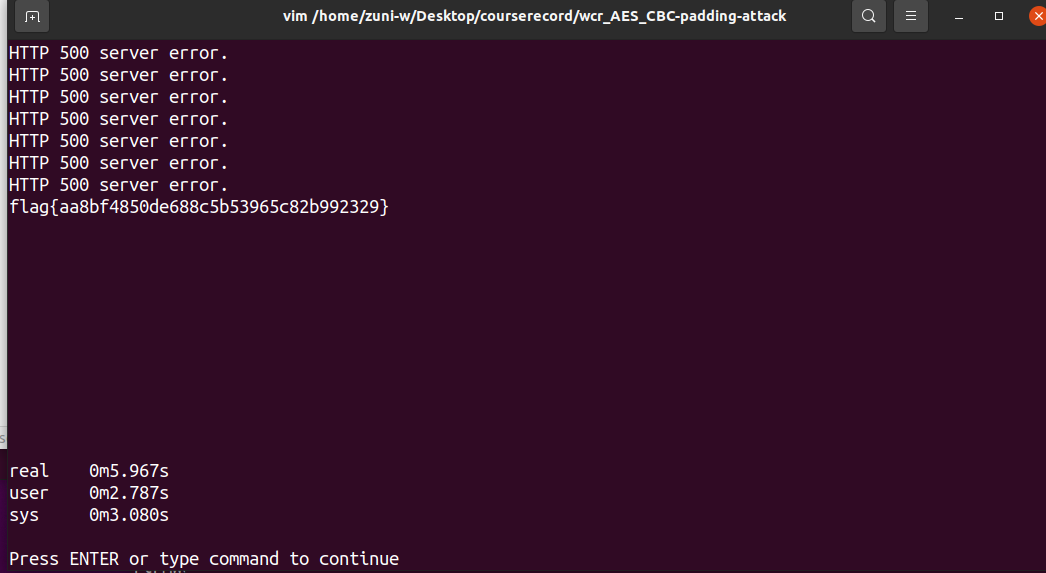 vim /home/zuni-w/Desktop/courserecord/wcr_AES_CBC-padding-attack
HTTP 500 server error.
HTTP 500 server error.
HTTP 500 server error.
HTTP 500 server error.
HTTP 500 server error.
HTTP 500 server error.
HTTP 500 server error.
flag{aa8bf4850de688c5b53965c82b992329}
s
real 0m5.967s
user 0m2.787s
sys 0m3.080s
Press ENTER or type command to continue